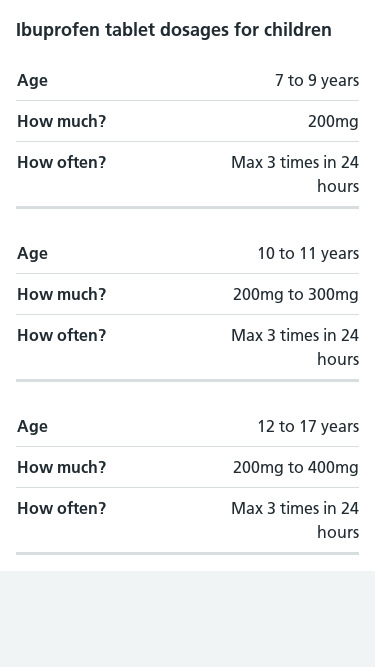 Ibuprofen tablet dosages for children
Age 7 to 9 years
How much? 200mg
How often? Max 3 times in 24
hours
Age 10 to 11 years
How much? 200mg to 300mg
How often? Max 3 times in 24
hours
Age 12 to 17 years
How much? 200mg to 400mg
How often? Max 3 times in 24
hours